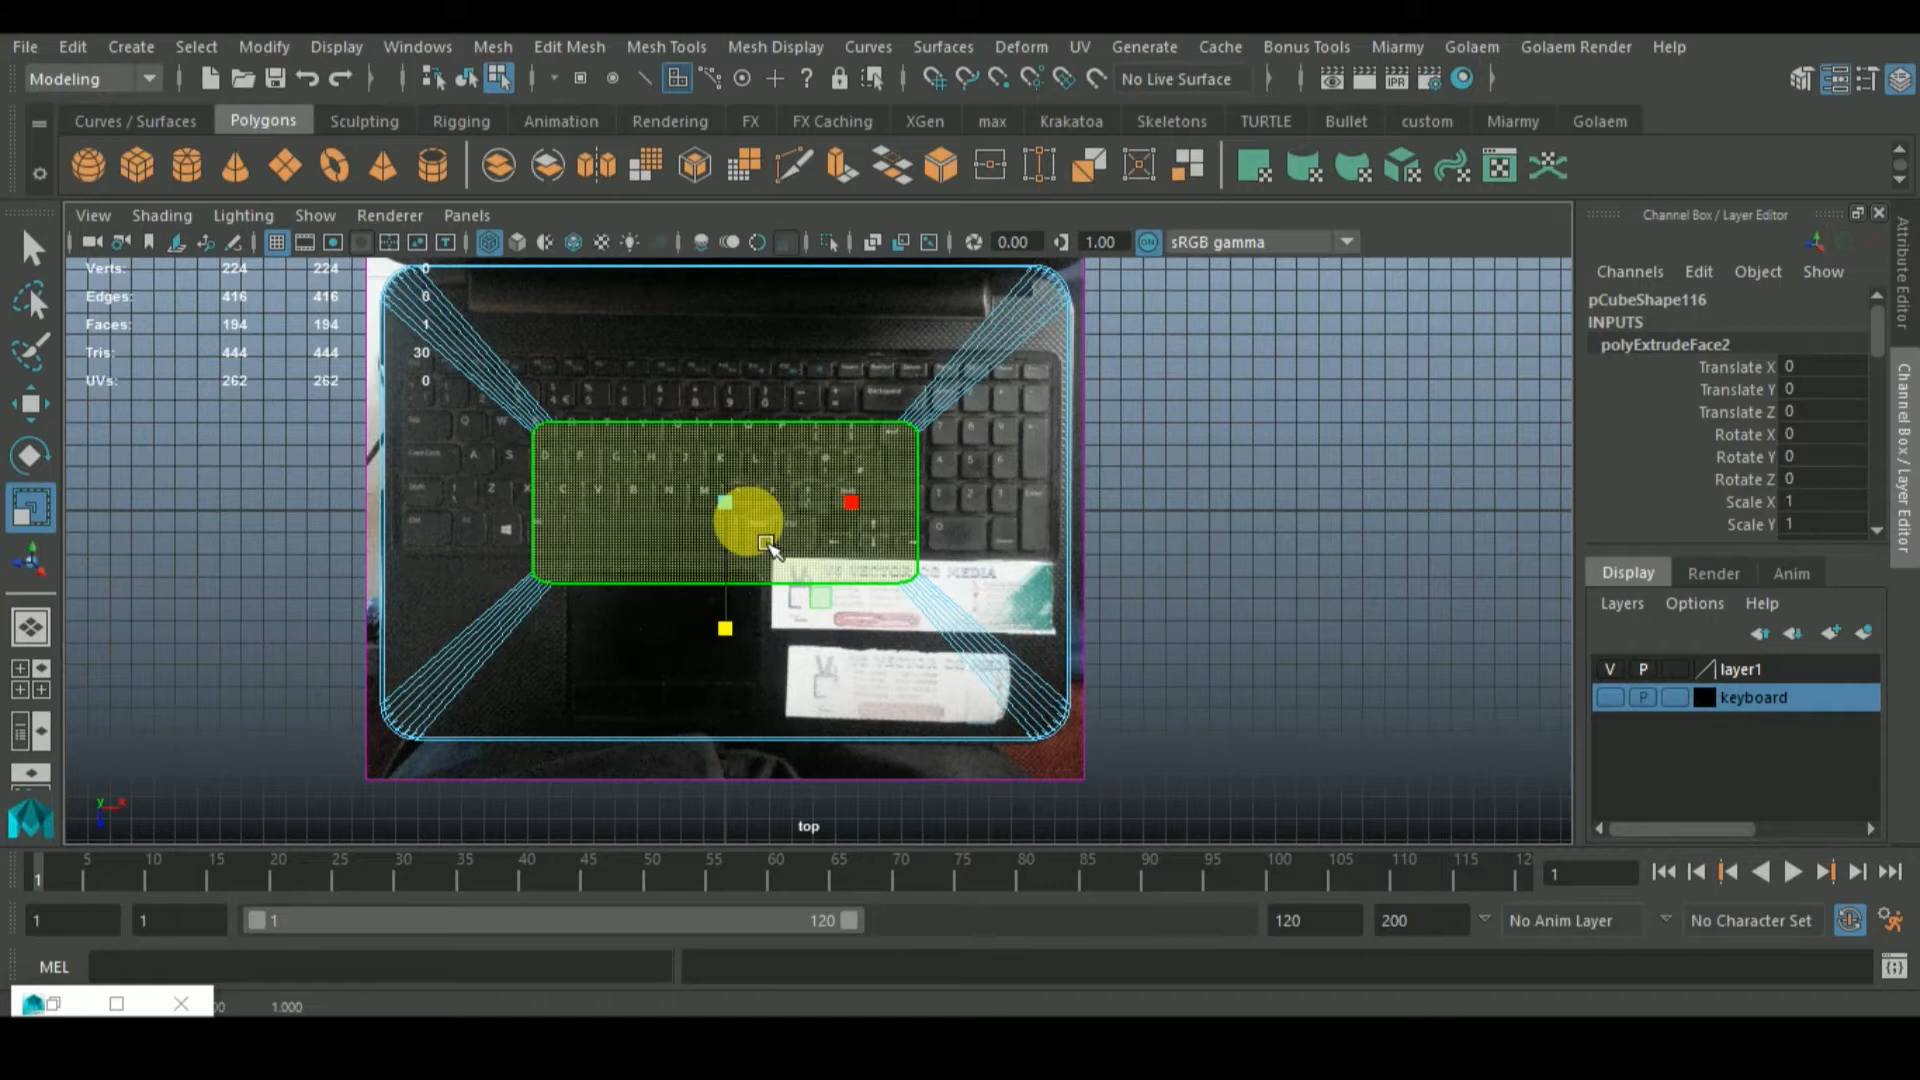 File Edit Create Select Modify Display Windows Mesh Edit Mesh Mesh Tools Mesh Display Curves Surfaces Deform UV Generate Cache Bonus Tools Miarmy Golaem Golaem Render Help
Modeling No Live Surface
Curves / Surfaces Polygons Sculpting Rigging Animation Rendering FX FX Caching XGen max Krakatoa Skeletons TURTLE Bullet custom Miarmy Golaem
View Shading Lighting Show Renderer Panels
0.00 1.00 ON sRGB gamma
Verts: 224 224 0
Edges: 416 416 0
Faces: 194 194 1
Tris: 444 444 30
UVs: 262 262 0
top
Channel Box / Layer Editor
Channels Edit Object Show
pCubeShape116
INPUTS
polyExtrudeFace2
Translate X 0
Translate Y 0
Translate Z 0
Rotate X 0
Rotate Y 0
Rotate Z 0
Scale X 1
Scale Y 1
Attribute Editor
Channel Box / Layer Editor
Display Render Anim
Layers Options Help
V P layer1
P keyboard
1 5 10 15 20 25 30 35 40 45 50 55 60 65 70 75 80 85 90 95 100 105 110 115 12
1
1 1 1 120 120 200 No Anim Layer No Character Set
MEL
1.000